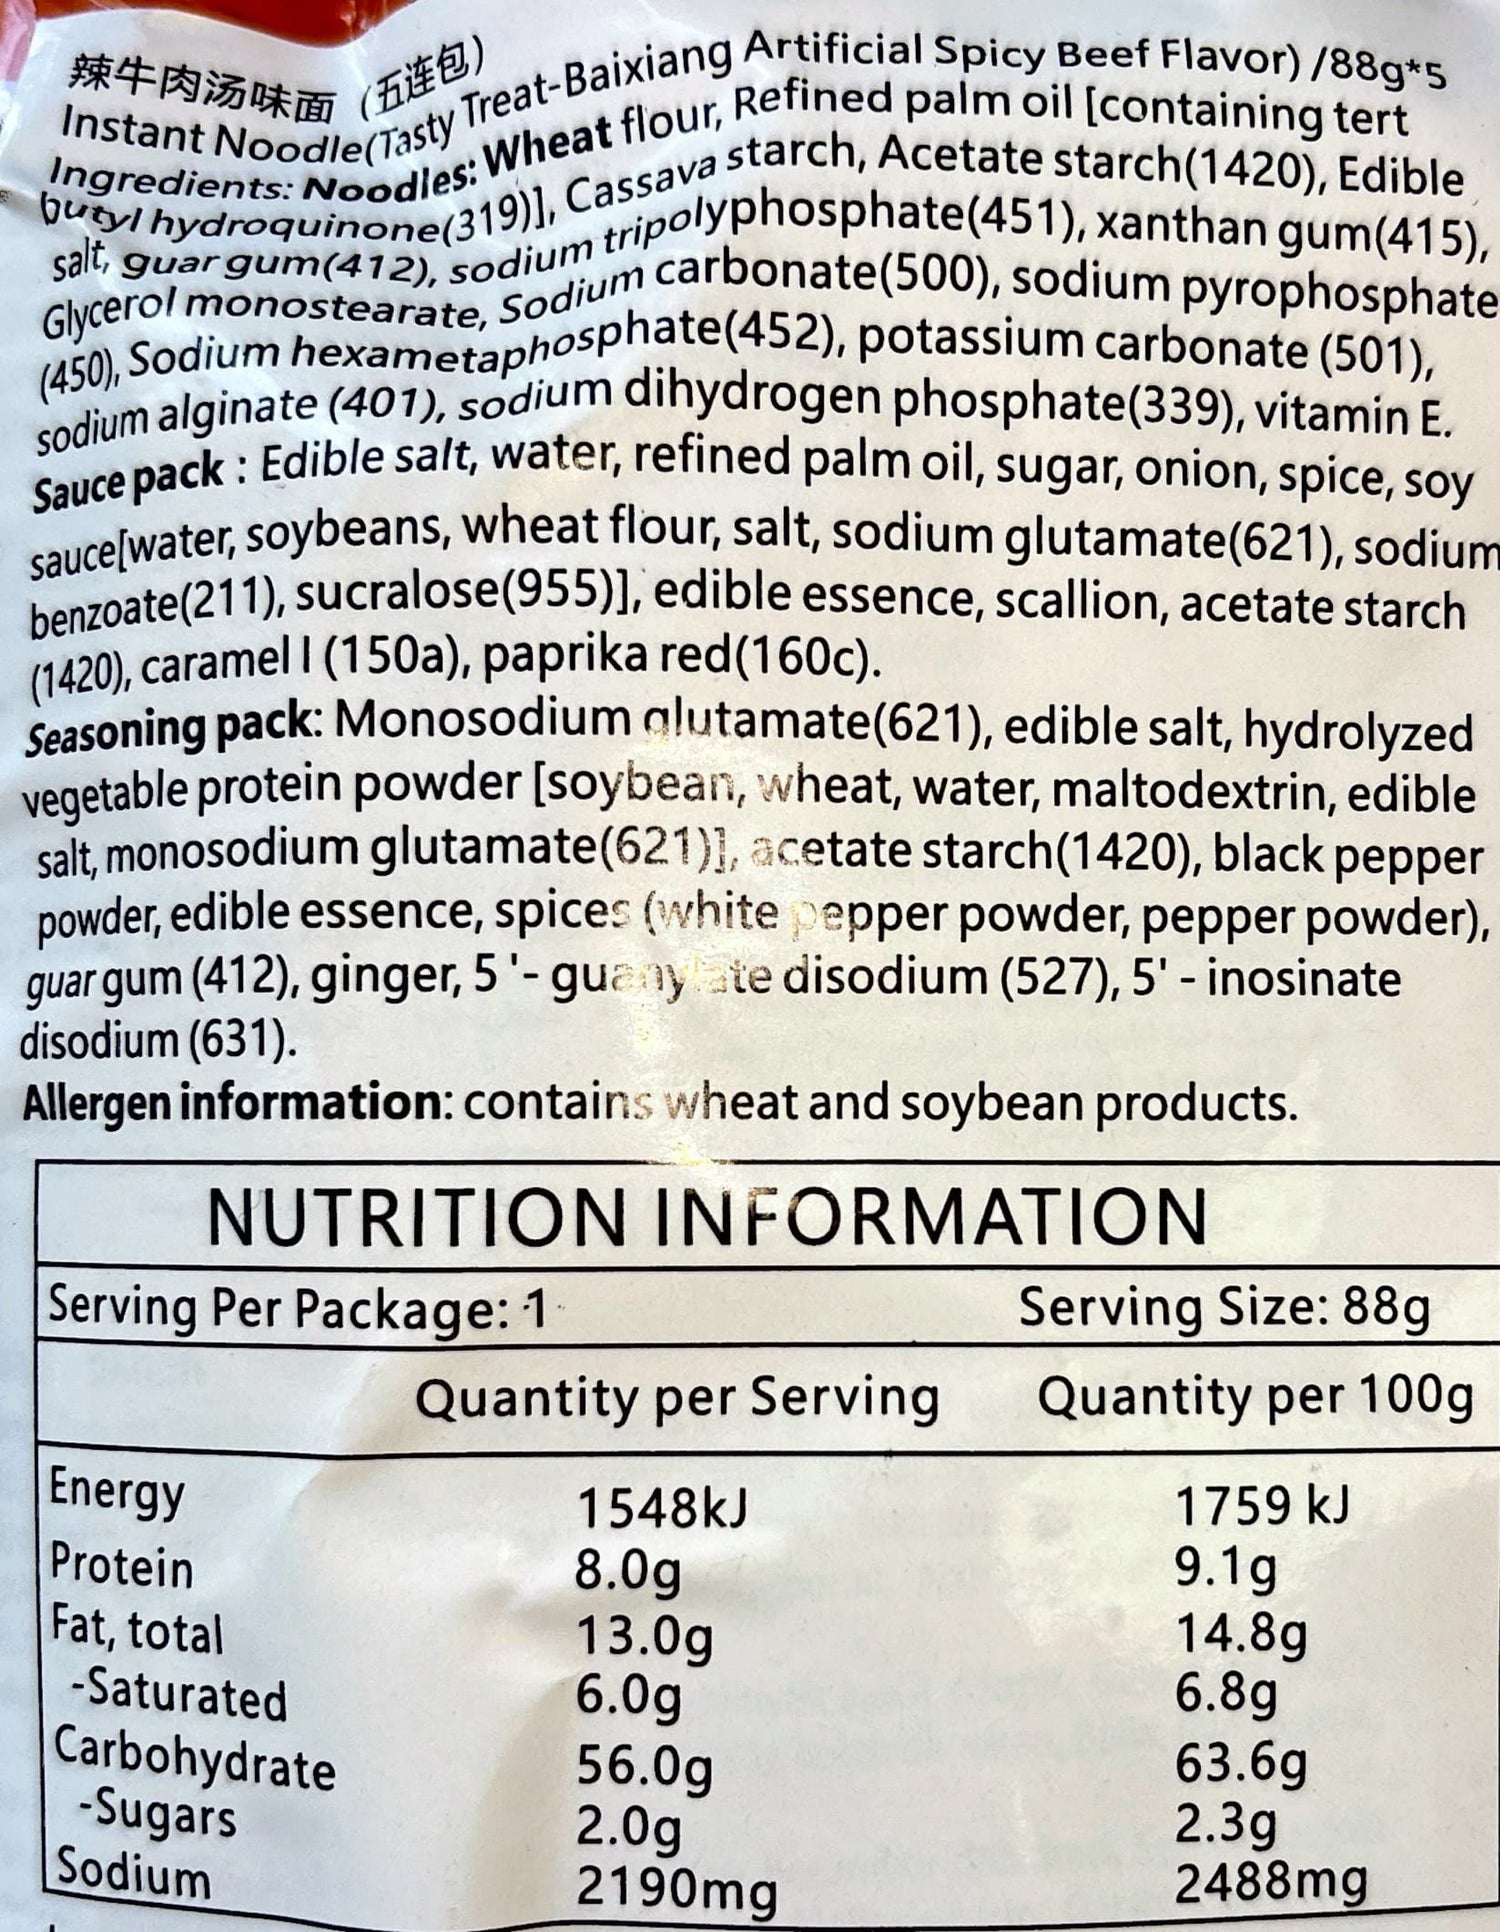 辣牛肉汤味面（五连包）
Instant Noodle(Tasty Treat-Baixiang Artificial Spicy Beef Flavor) /88g*5
Ingredients: Noodles: Wheat flour, Refined palm oil [containing tert
butyl hydroquinone(319)], Cassava starch, Acetate starch(1420), Edible
salt, guar gum(412), sodium tripolyphosphate(451), xanthan gum(415),
Glycerol monostearate, Sodium carbonate(500), sodium pyrophosphate
(450), Sodium hexametaphosphate(452), potassium carbonate (501),
sodium alginate (401), sodium dihydrogen phosphate(339), vitamin E.
Sauce pack : Edible salt, water, refined palm oil, sugar, onion, spice, soy
sauce[water, soybeans, wheat flour, salt, sodium glutamate(621), sodium
benzoate(211), sucralose(955)], edible essence, scallion, acetate starch
(1420), caramel I (150a), paprika red(160c).
Seasoning pack: Monosodium glutamate(621), edible salt, hydrolyzed
vegetable protein powder [soybean, wheat, water, maltodextrin, edible
salt, monosodium glutamate(621)], acetate starch(1420), black pepper
powder, edible essence, spices (white pepper powder, pepper powder),
guar gum (412), ginger, 5 '- guanylate disodium (527), 5' - inosinate
disodium (631).
Allergen information: contains wheat and soybean products.
NUTRITION INFORMATION
Serving Per Package: 1 Serving Size: 88g
Quantity per Serving Quantity per 100g
Energy 1548kJ 1759 kJ
Protein 8.0g 9.1g
Fat, total 13.0g 14.8g
-Saturated 6.0g 6.8g
Carbohydrate 56.0g 63.6g
-Sugars 2.0g 2.3g
Sodium 2190mg 2488mg